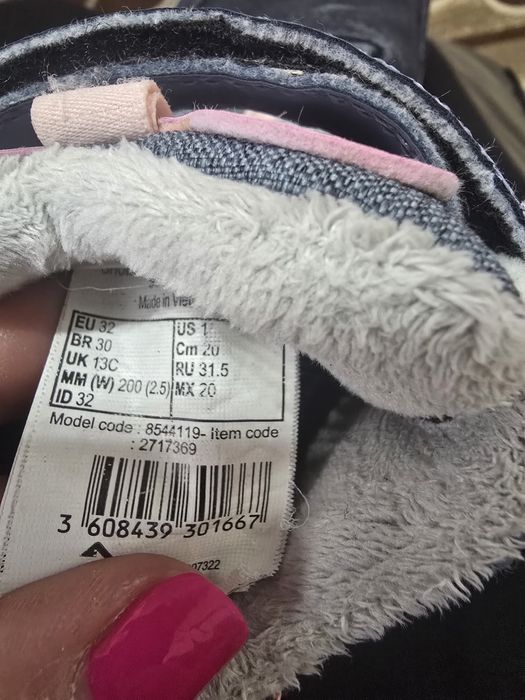 Made in Viet
EU 32
BR 30
UK 13C
MM (W) 200 (2.5)
ID 32
US 1
Cm 20
RU 31.5
MX 20
Model code : 8544119- Item code
: 2717369
3 608439 301667
07322